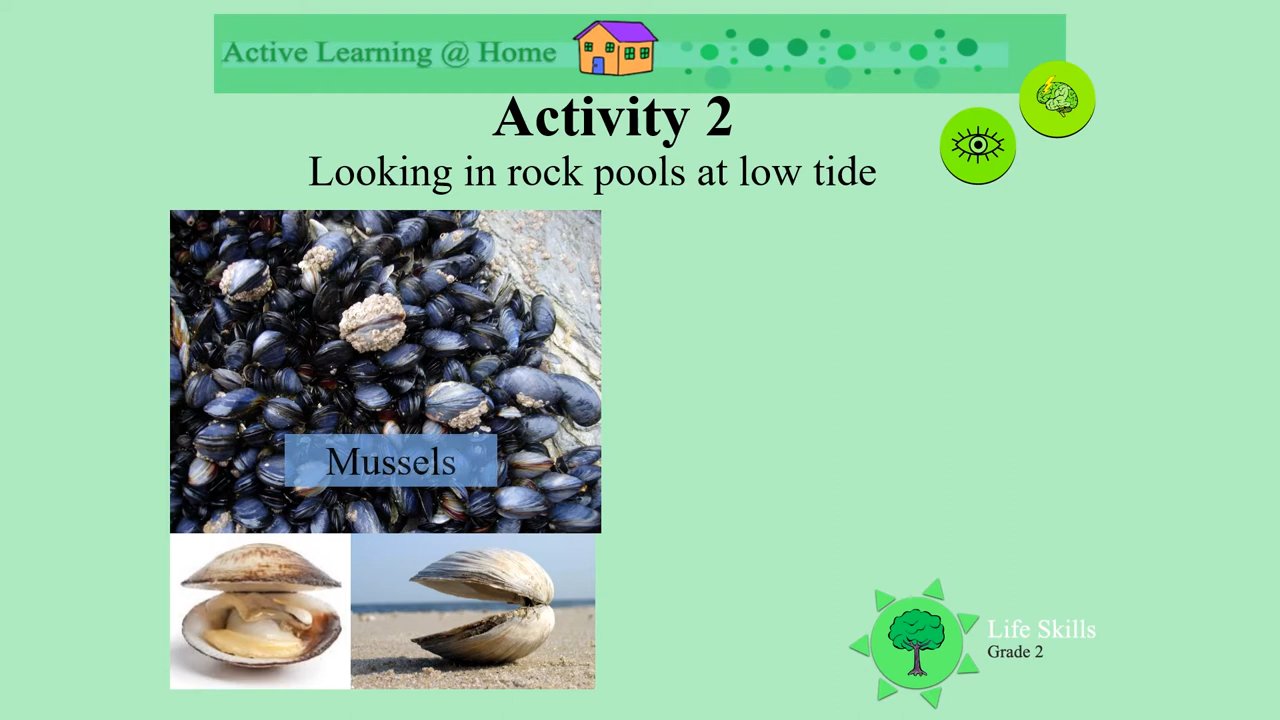 Active Learning @ Home
Activity 2
Looking in rock pools at low tide
Mussels
Life Skills
Grade 2